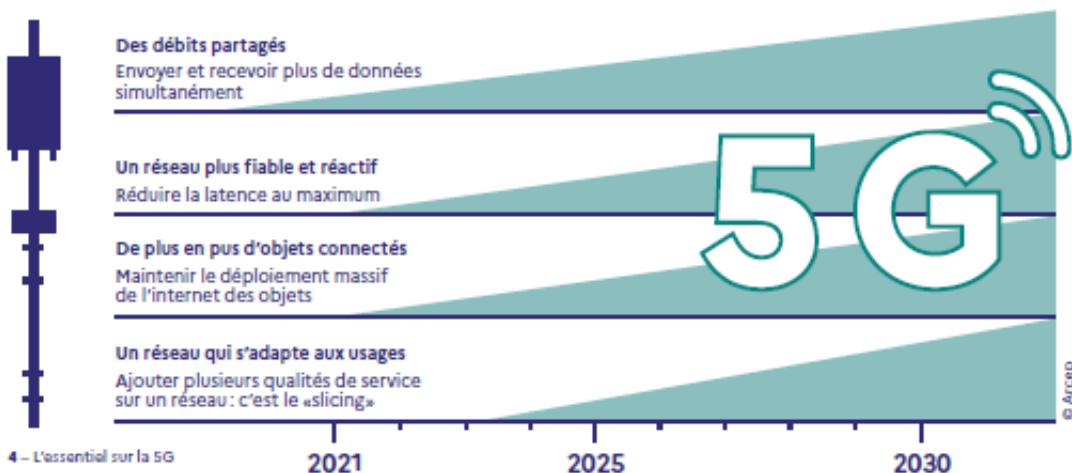 Des débits partagés
Envoyer et recevoir plus de données
simultanément
Un réseau plus fiable et réactif
Réduire la latence au maximum
De plus en pus d'objets connectés
Maintenir le déploiement massif
de l'internet des objets
Un réseau qui s'adapte aux usages
Ajouter plusieurs qualités de service
sur un réseau : c'est le «slicing»
5G
© Arcep
4 – L'essentiel sur la 5G
2021
2025
2030